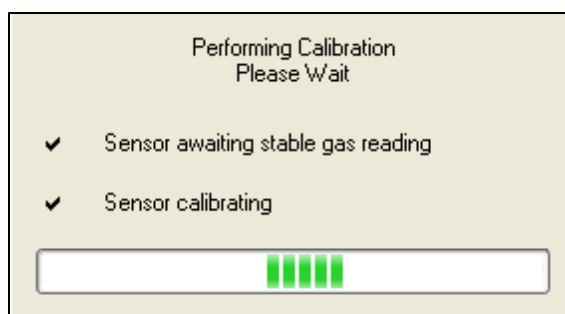 Performing Calibration
Please Wait
Sensor awaiting stable gas reading
Sensor calibrating